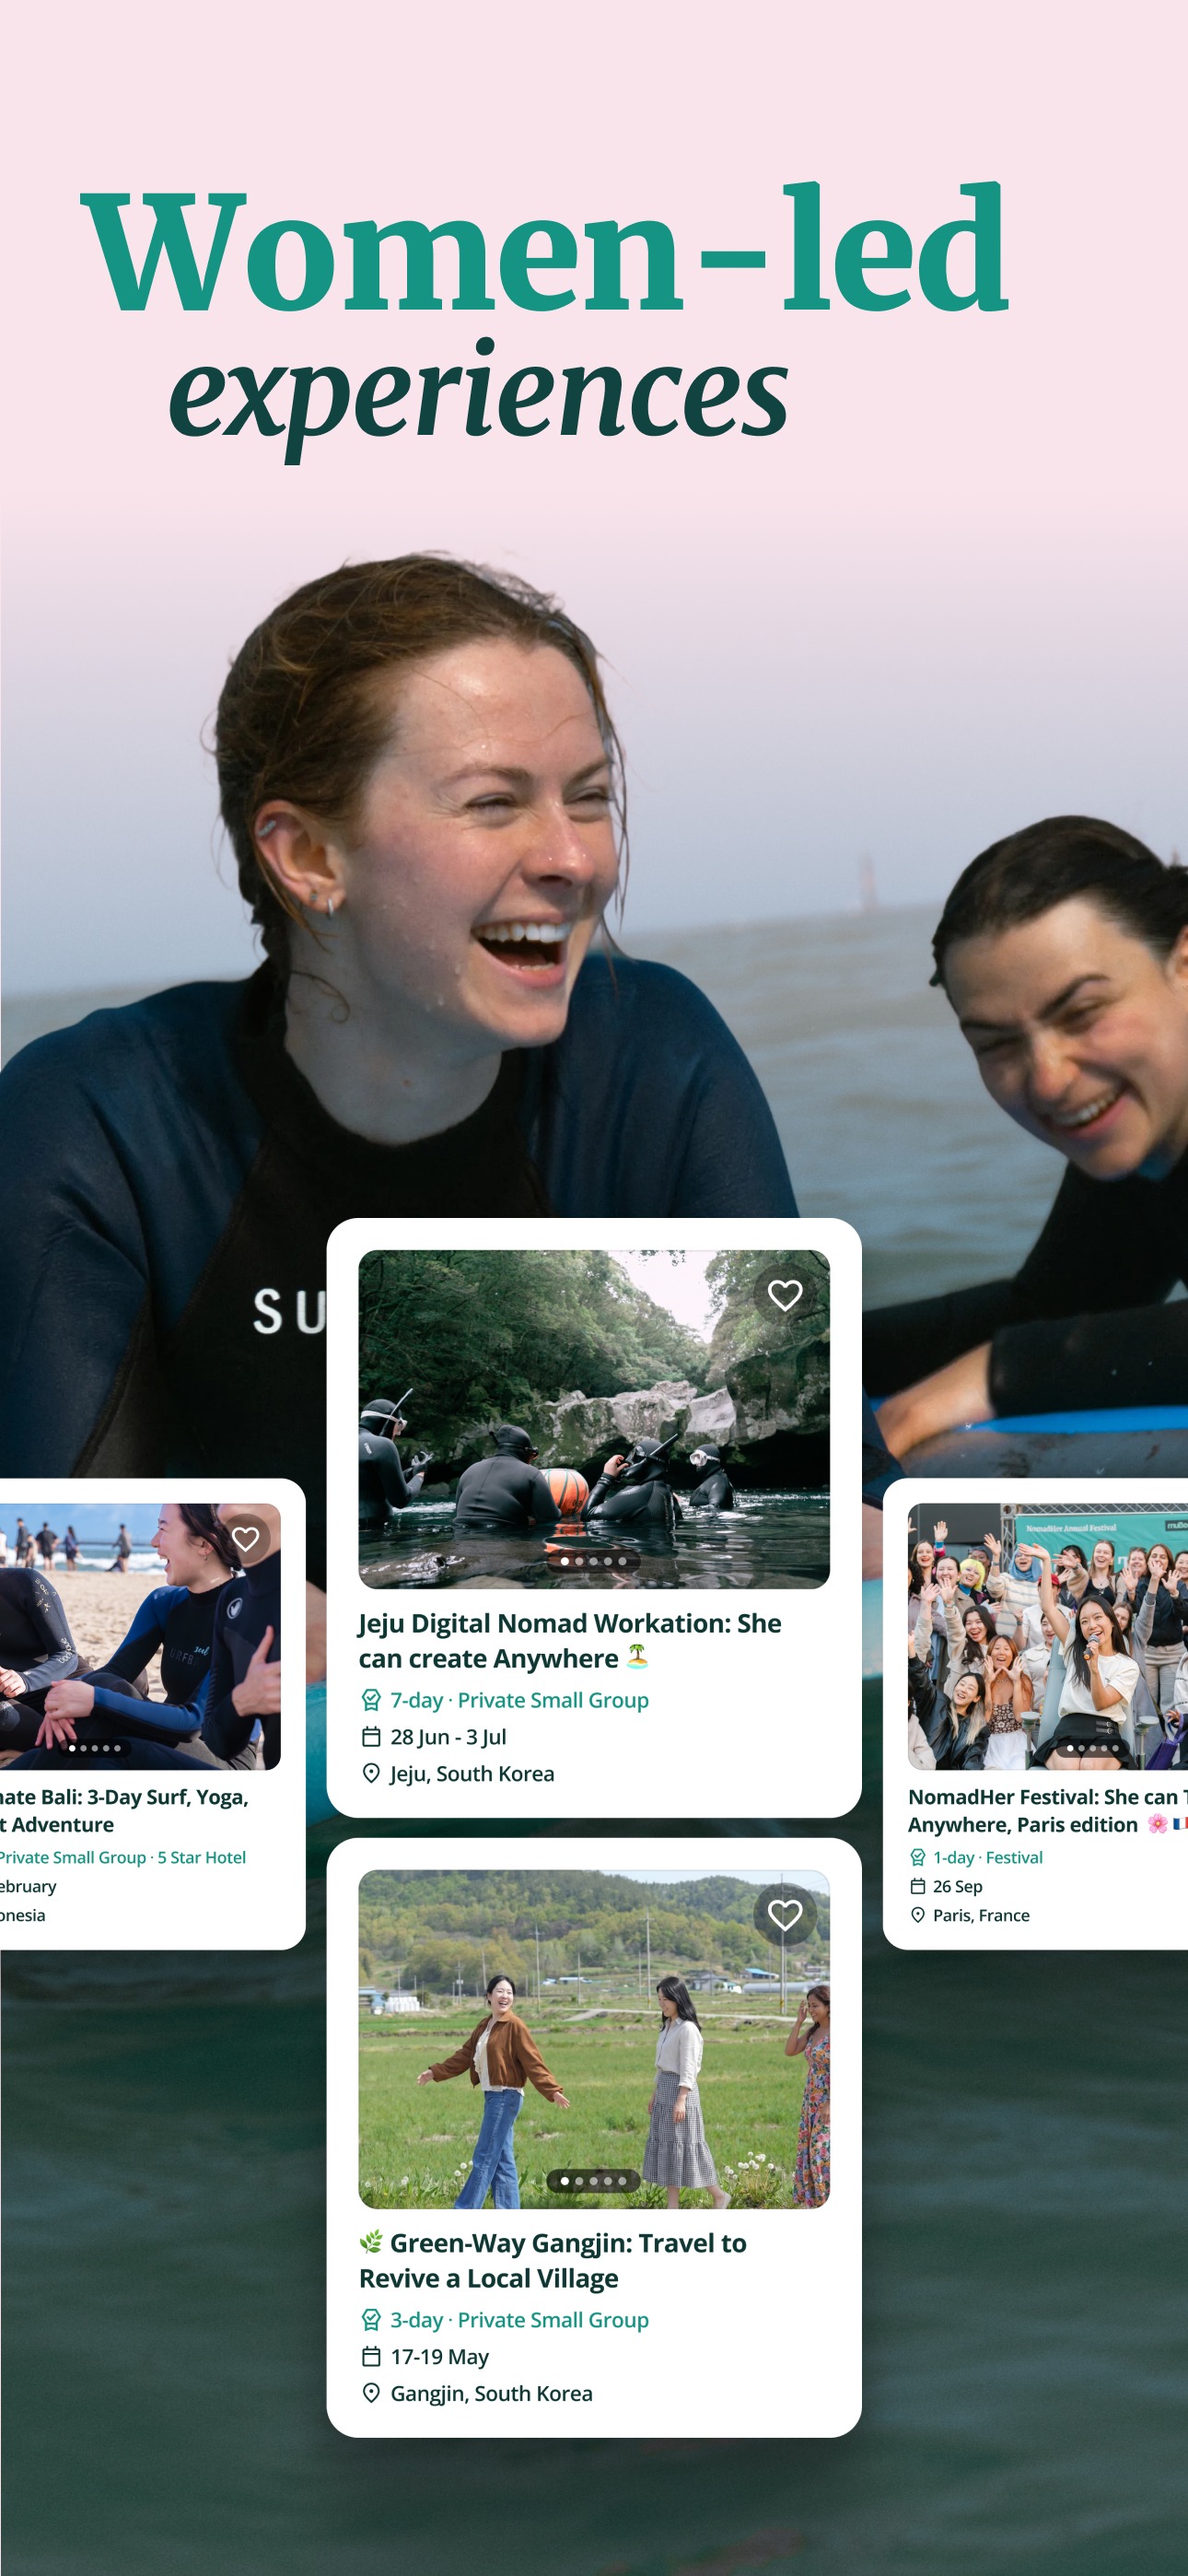 Women-led
experiences
SU
Jeju Digital Nomad Workation: She
can create Anywhere 🏝️
7-day · Private Small Group
28 Jun - 3 Jul
Jeju, South Korea
Bali: 3-Day Surf, Yoga,
Adventure
Private Small Group · 5 Star Hotel
NomadHer Annual Festival
NomadHer Festival: She can
Anywhere, Paris edition 🌸 🇫🇷
1-day · Festival
26 Sep
Paris, France
🌿 Green-Way Gangjin: Travel to
Revive a Local Village
3-day · Private Small Group
17-19 May
Gangjin, South Korea